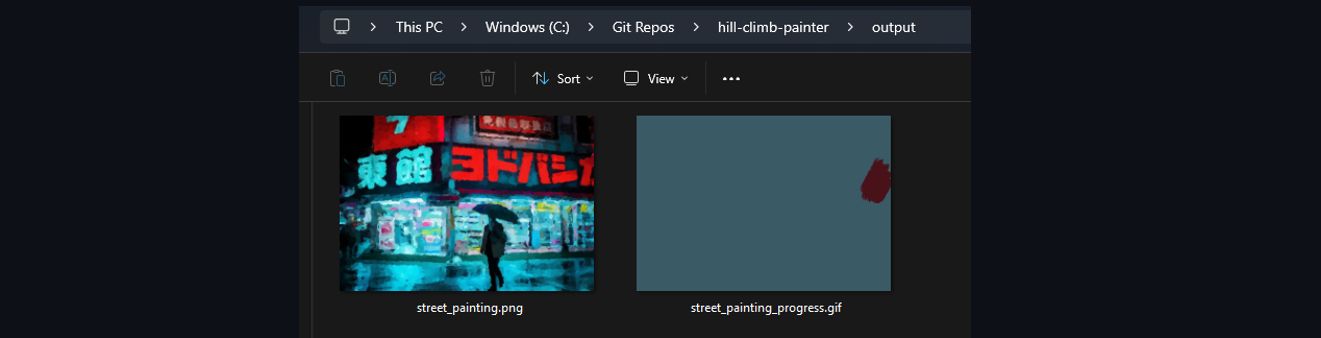 This PC > Windows (C:) > Git Repos > hill-climb-painter > output
Sort View
7
東館 ヨドバシカ
street_painting.png street_painting_progress.gif